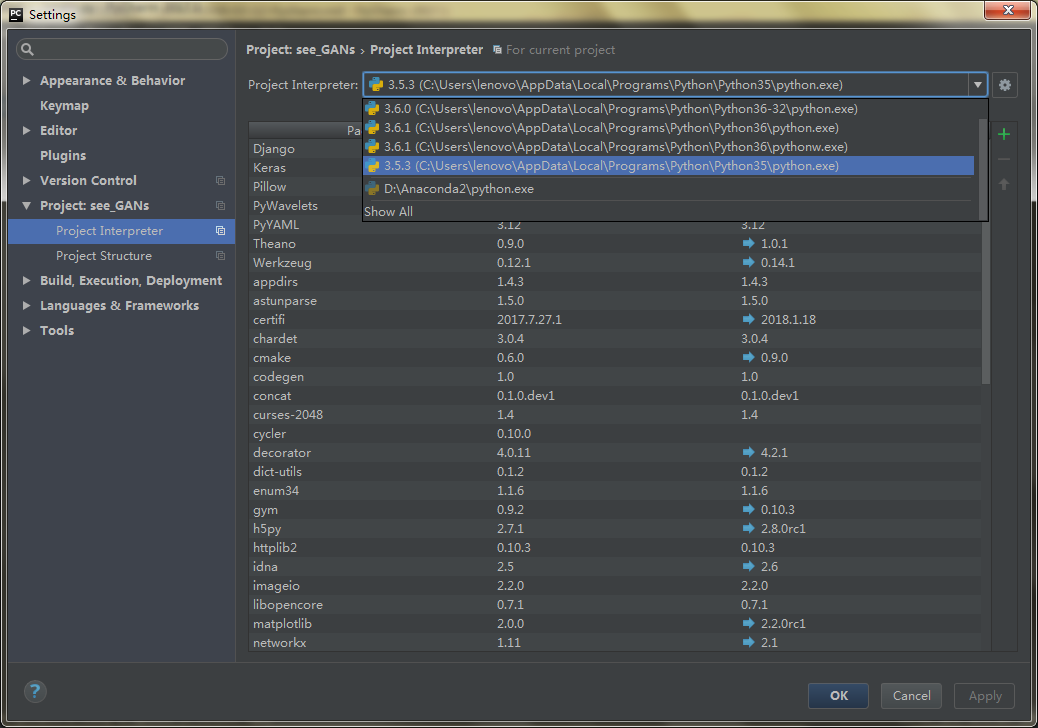 PC Settings
Appearance & Behavior
Keymap
Editor
Plugins
Version Control
Project: see_GANs
Project Interpreter
Project Structure
Build, Execution, Deployment
Languages & Frameworks
Tools
Project: see_GANs › Project Interpreter For current project
Project Interpreter: 3.5.3 (C:\Users\lenovo\AppData\Local\Programs\Python\Python35\python.exe)
3.6.0 (C:\Users\lenovo\AppData\Local\Programs\Python\Python36-32\python.exe)
3.6.1 (C:\Users\lenovo\AppData\Local\Programs\Python\Python36\python.exe)
3.6.1 (C:\Users\lenovo\AppData\Local\Programs\Python\Python36\pythonw.exe)
3.5.3 (C:\Users\lenovo\AppData\Local\Programs\Python\Python35\python.exe)
D:\Anaconda2\python.exe
Show All
Pa
Django
Keras
Pillow
PyWavelets
PyYAML 3.12 3.12
Theano 0.9.0 1.0.1
Werkzeug 0.12.1 0.14.1
appdirs 1.4.3 1.4.3
astunparse 1.5.0 1.5.0
certifi 2017.7.27.1 2018.1.18
chardet 3.0.4 3.0.4
cmake 0.6.0 0.9.0
codegen 1.0 1.0
concat 0.1.0.dev1 0.1.0.dev1
curses-2048 1.4 1.4
cycler 0.10.0
decorator 4.0.11 4.2.1
dict-utils 0.1.2 0.1.2
enum34 1.1.6 1.1.6
gym 0.9.2 0.10.3
h5py 2.7.1 2.8.0rc1
httplib2 0.10.3 0.10.3
idna 2.5 2.6
imageio 2.2.0 2.2.0
libopencore 0.7.1 0.7.1
matplotlib 2.0.0 2.2.0rc1
networkx 1.11 2.1
? OK Cancel Apply